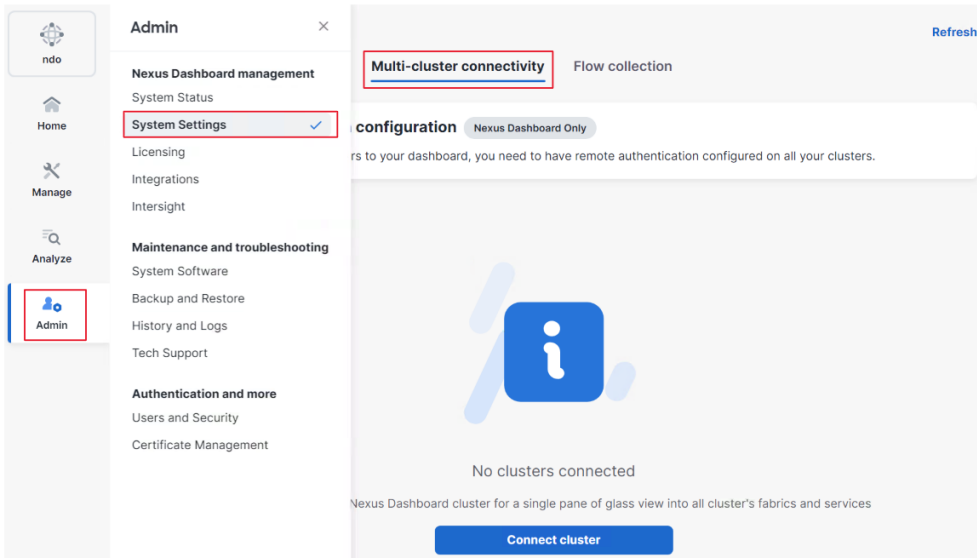 ndo
Home
Manage
Analyze
Admin
Admin
Nexus Dashboard management
System Status
System Settings
Licensing
Integrations
Intersight
Maintenance and troubleshooting
System Software
Backup and Restore
History and Logs
Tech Support
Authentication and more
Users and Security
Certificate Management
Refresh
Multi-cluster connectivity Flow collection
configuration Nexus Dashboard Only
rs to your dashboard, you need to have remote authentication configured on all your clusters.
No clusters connected
Nexus Dashboard cluster for a single pane of glass view into all cluster's fabrics and services
Connect cluster